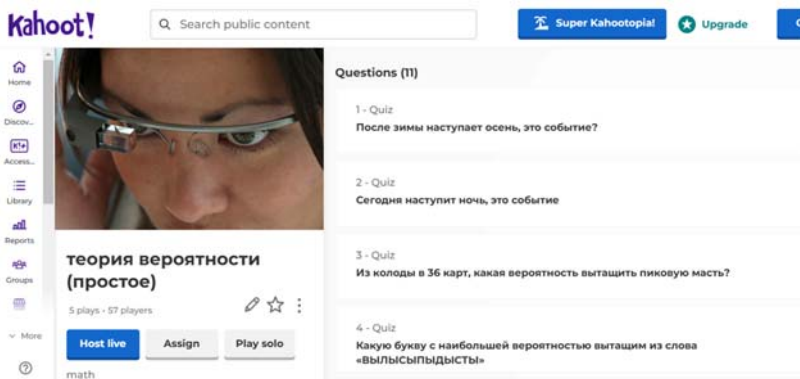 Kahoot!
Search public content
Super Kahootopia!
Upgrade
Home
Discov...
Access...
Library
Reports
Groups
More
теория вероятности
(простое)
5 plays · 57 players
Host live
Assign
Play solo
math
Questions (11)
1 - Quiz
После зимы наступает осень, это событие?
2 - Quiz
Сегодня наступит ночь, это событие
3 - Quiz
Из колоды в 36 карт, какая вероятность вытащить пиковую масть?
4 - Quiz
Какую букву с наибольшей вероятностью вытащим из слова
«ВЫЛЫСЫПЫДЫСТЫ»